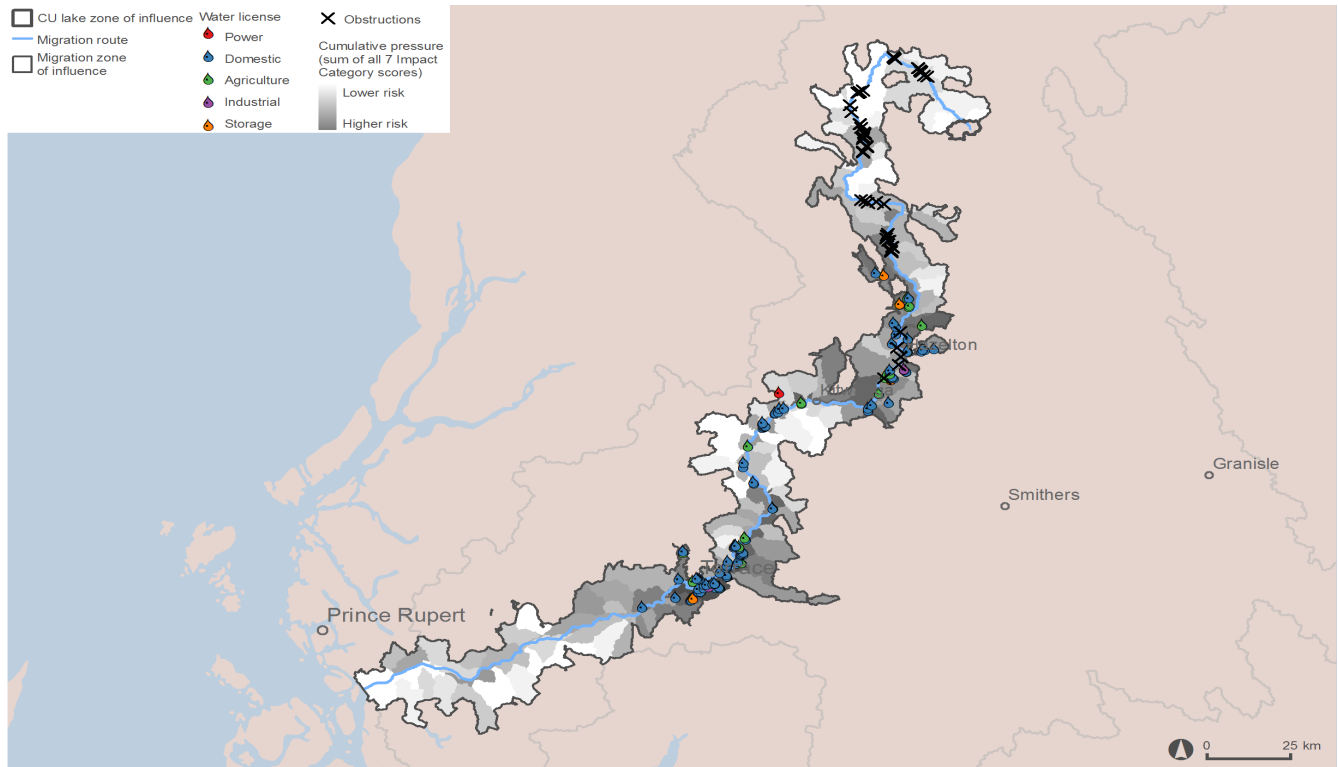 CU lake zone of influence
Migration route
Migration zone
of influence
Water license
Power
Domestic
Agriculture
Industrial
Storage
Obstructions
Cumulative pressure
(sum of all 7 Impact
Category scores)
Lower risk
Higher risk
Hazelton
Granisle
Smithers
Terrace
Prince Rupert
0 25 km